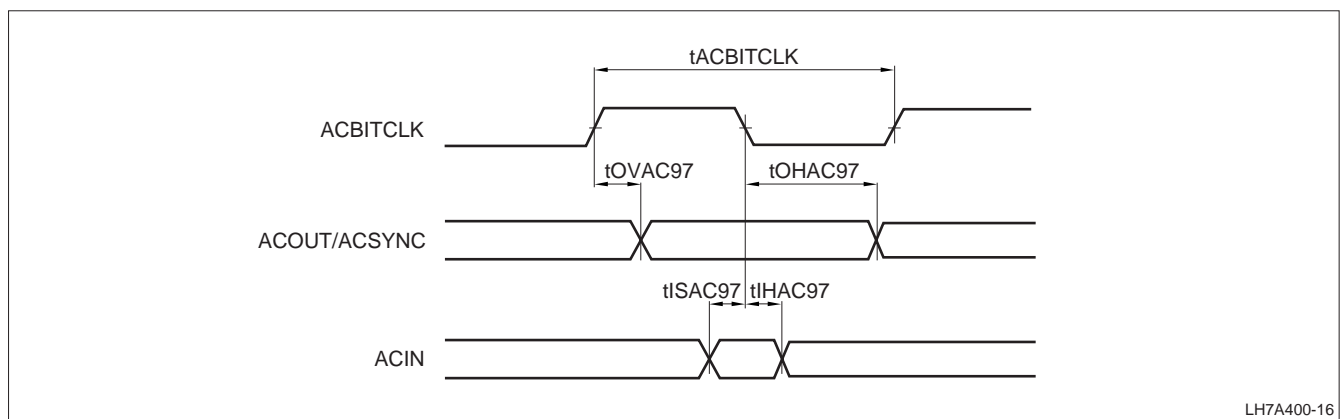 tACBITCLK
ACBITCLK
tOVAC97
tOHAC97
ACOUT/ACSYNC
tISAC97
tIHAC97
ACIN
LH7A400-16